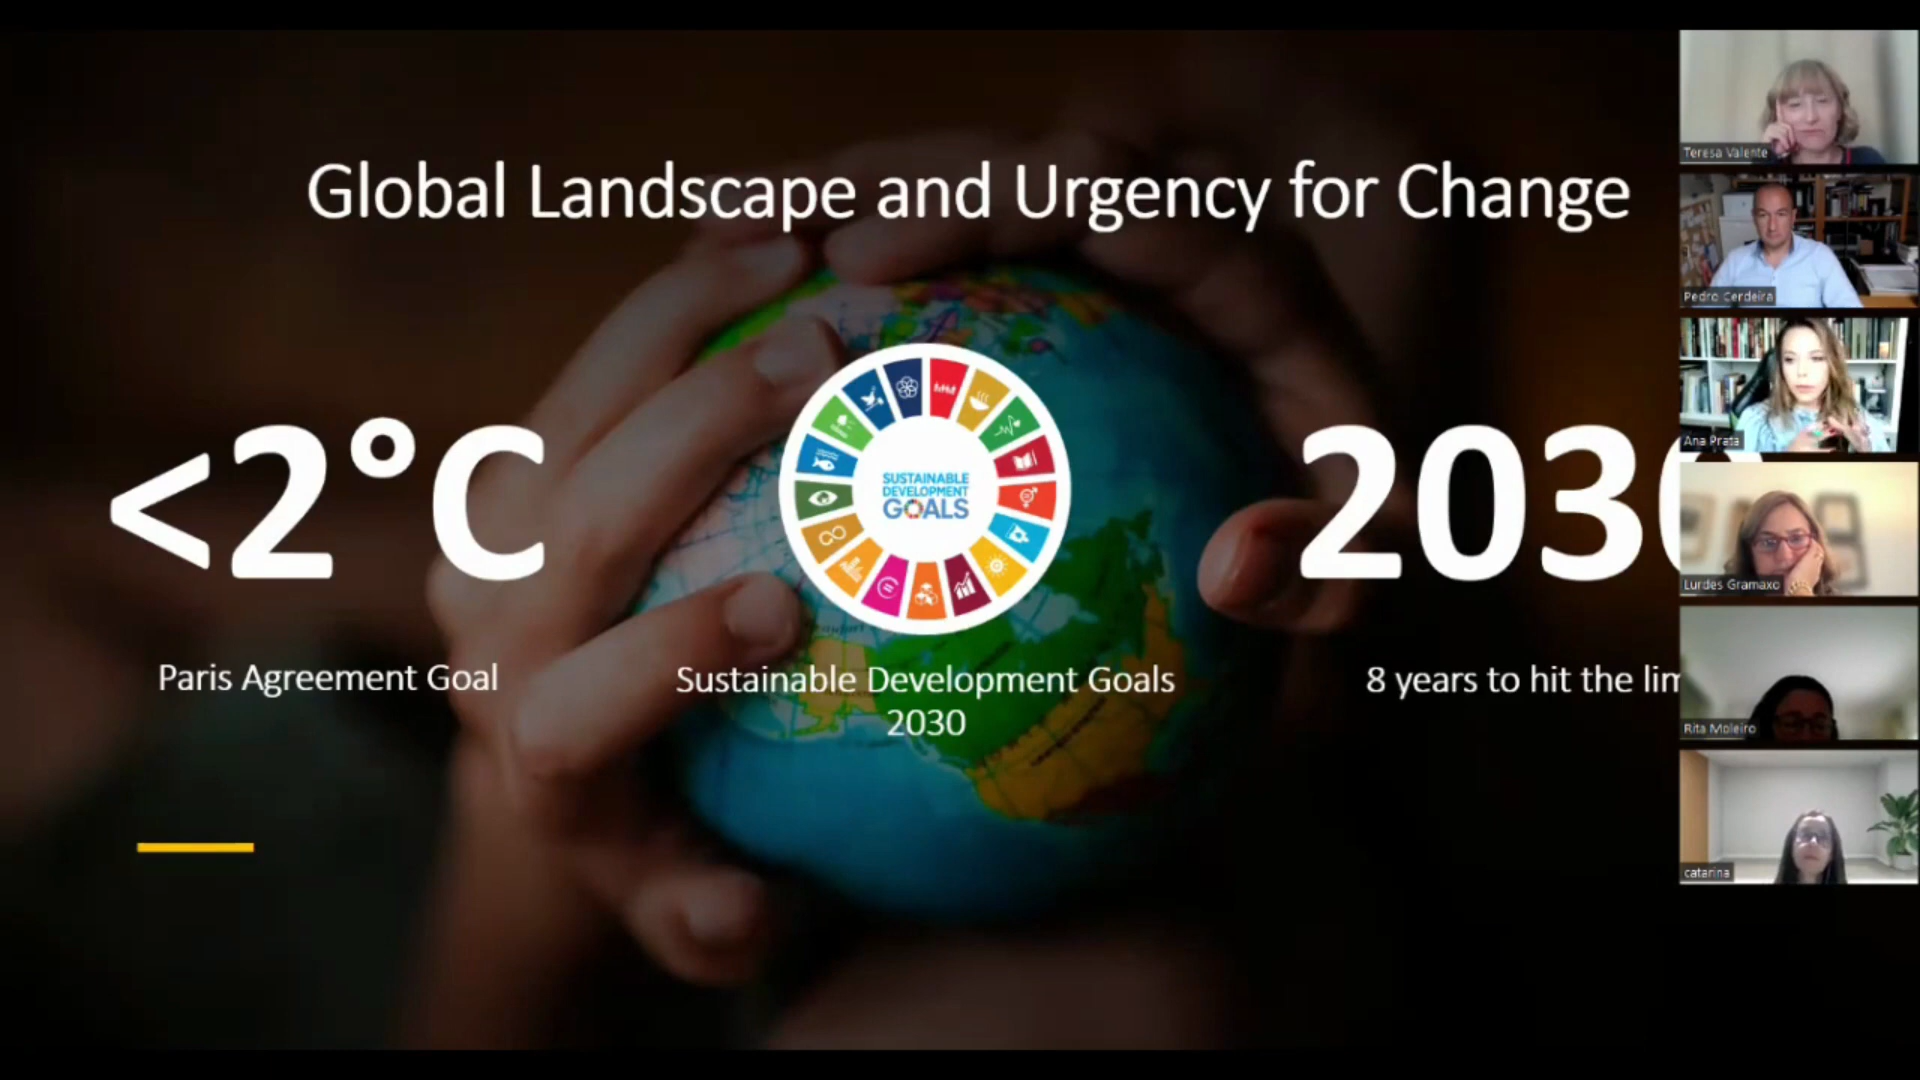 Global Landscape and Urgency for Change
<2°C
SUSTAINABLE
DEVELOPMENT
GOALS
203
Paris Agreement Goal
Sustainable Development Goals
2030
8 years to hit the lim
Teresa Valente
Pedro Cerdeira
Ana Prata
Lurdes Gramaxo
Rita Moleiro
catarina